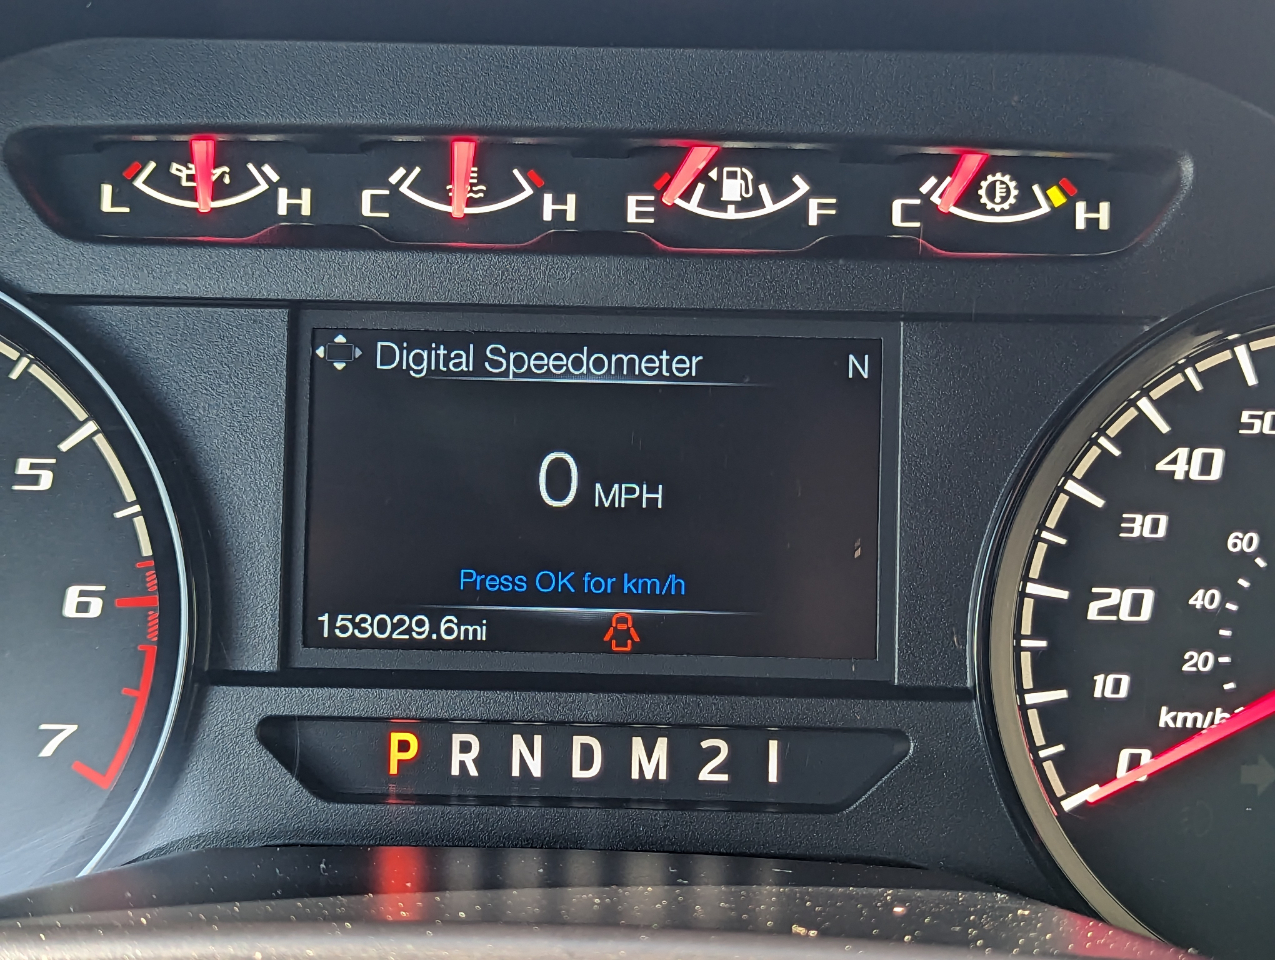 L H C H E F C H
Digital Speedometer N
0 MPH
Press OK for km/h
153029.6mi
P R N D M 2 1
5
6
7
50
40
30
20
10
0
60
40
20
km/h